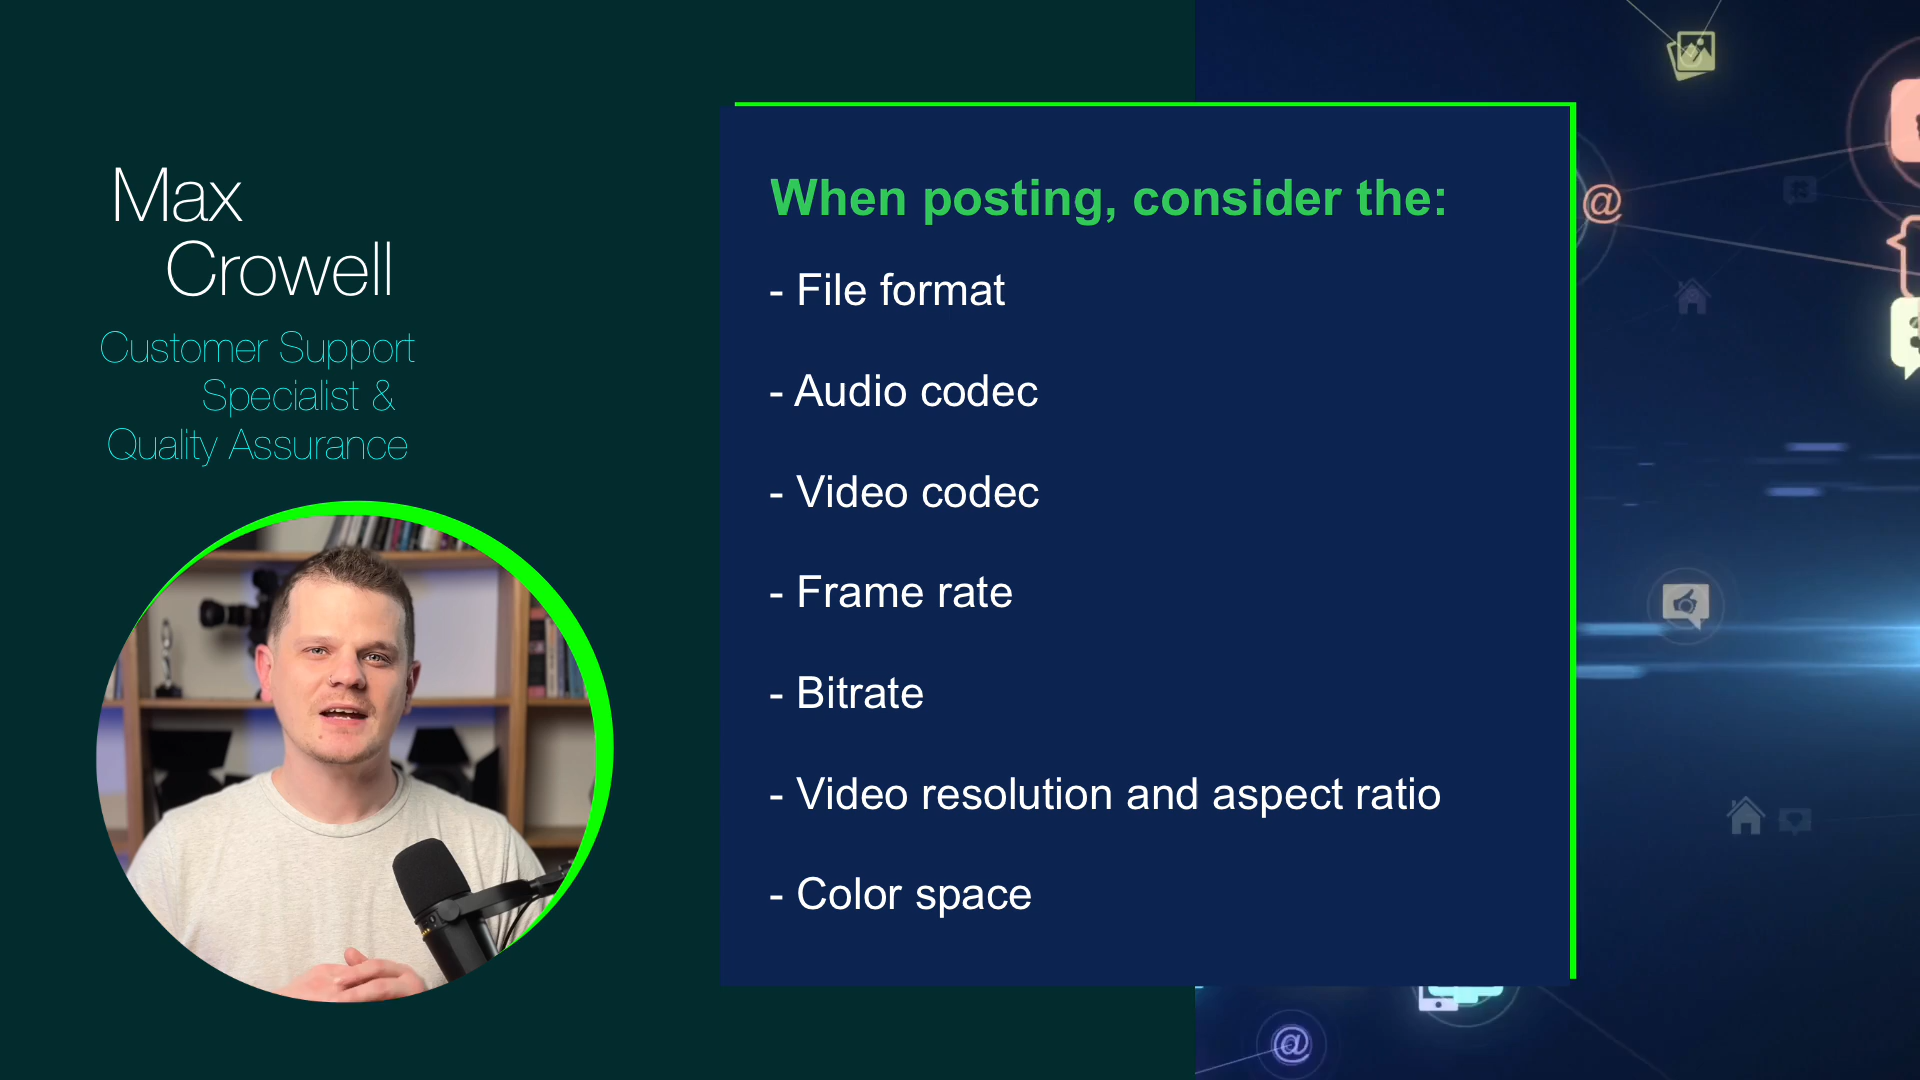 Max
Crowell
Customer Support
Specialist &
Quality Assurance
When posting, consider the:
- File format
- Audio codec
- Video codec
- Frame rate
- Bitrate
- Video resolution and aspect ratio
- Color space
@
@